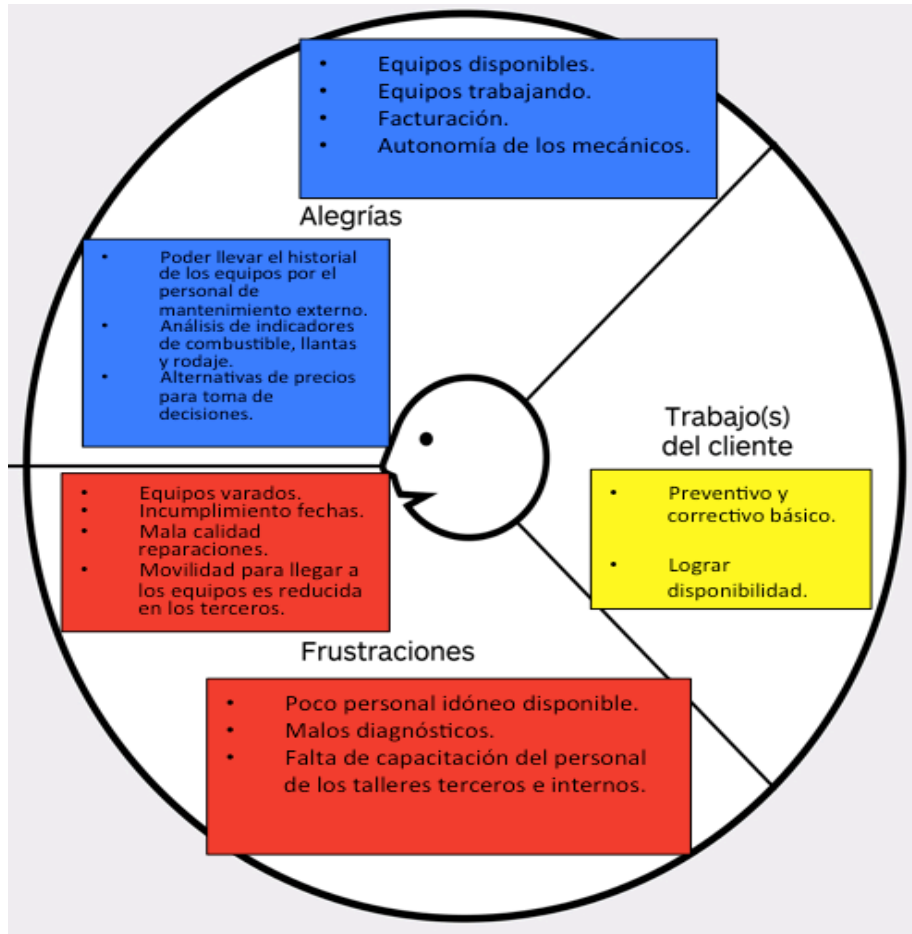 • Equipos disponibles.
• Equipos trabajando.
• Facturación.
• Autonomía de los mecánicos.
Alegrías
• Poder llevar el historial
de los equipos por el
personal de
mantenimiento externo.
• Análisis de indicadores
de combustible, llantas
y rodaje.
• Alternativas de precios
para toma de
decisiones.
Trabajo(s)
del cliente
• Preventivo y
correctivo básico.
• Lograr
disponibilidad.
• Equipos varados.
• Incumplimiento fechas.
• Mala calidad
reparaciones.
• Movilidad para llegar a
los equipos es reducida
en los terceros.
Frustraciones
• Poco personal idóneo disponible.
• Malos diagnósticos.
• Falta de capacitación del personal
de los talleres terceros e internos.